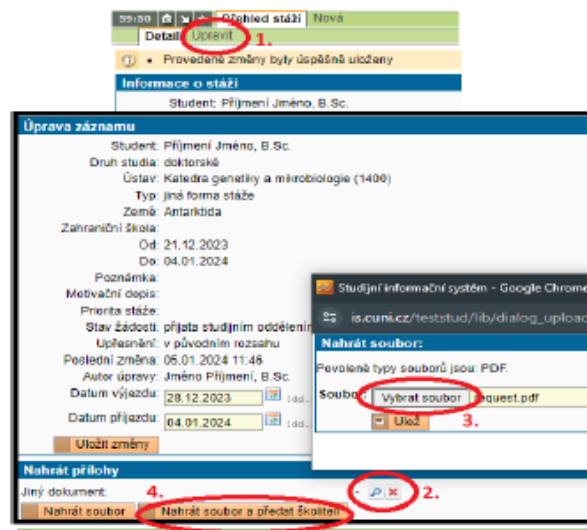 59:50 Přehled stáží Nová
Detail Upravit 1.
• Provedené změny byly úspěšně uloženy
Informace o stáži
Student: Příjmení Jméno, B.Sc.
Úprava záznamu
Student: Příjmení Jméno, B.Sc.
Druh studia: doktorské
Ústav: Katedra genetiky a mikrobiologie (1400)
Typ: jiná forma stáže
Země: Antarktida
Zahraniční škola:
Od: 21.12.2023
Do: 04.01.2024
Poznámka:
Motivační dopis:
Priorita stáže:
Stav žádosti: přijata studijním oddělením
Upřesnění: v původním rozsahu
Poslední změna: 05.01.2024 11:46
Autor úpravy: Jméno Příjmení, B.Sc.
Datum výjezdu: 28.12.2023 (dd.
Datum příjezdu: 04.01.2024 (dd.
Uložit změny
Studijní informační systém - Google Chrome
is.cuni.cz/teststud/lib/dialog_upload
Nahrát soubor:
Povolené typy souborů jsou: PDF.
Soubor: Vybrat soubor request.pdf
Ulož 3.
Nahrát přílohy
Jiný dokument: 4. - 2.
Nahrát soubor Nahrát soubor a předat školiteli